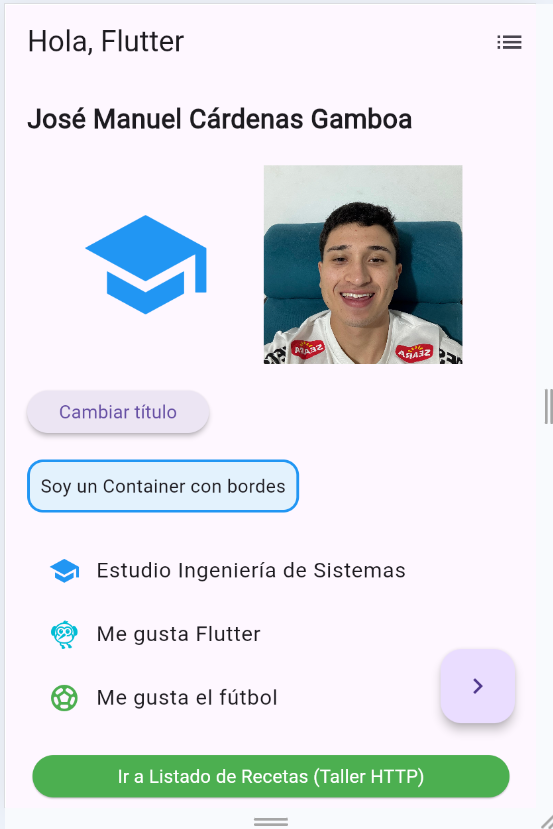 Hola, Flutter
José Manuel Cárdenas Gamboa
SEARA
SEARA
Cambiar título
Soy un Container con bordes
Estudio Ingeniería de Sistemas
Me gusta Flutter
Me gusta el fútbol
Ir a Listado de Recetas (Taller HTTP)